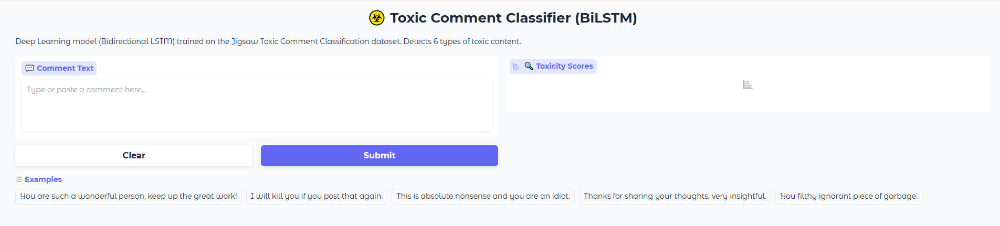 ☣ Toxic Comment Classifier (BiLSTM)
Deep Learning model (Bidirectional LSTM) trained on the Jigsaw Toxic Comment Classification dataset. Detects 6 types of toxic content.
💬 Comment Text
Type or paste a comment here...
🔍 Toxicity Scores
Clear
Submit
Examples
You are such a wonderful person, keep up the great work!
I will kill you if you post that again.
This is absolute nonsense and you are an idiot.
Thanks for sharing your thoughts, very insightful.
You filthy ignorant piece of garbage.